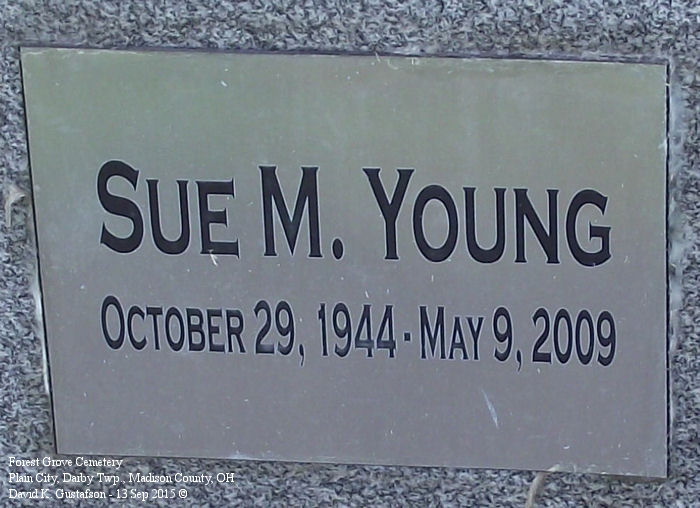 SUE M. YOUNG
OCTOBER 29, 1944 - MAY 9, 2009
Forest Grove Cemetery
Plain City, Darby Twp., Madison County, OH
David K. Gustafson - 13 Sep 2015 ©